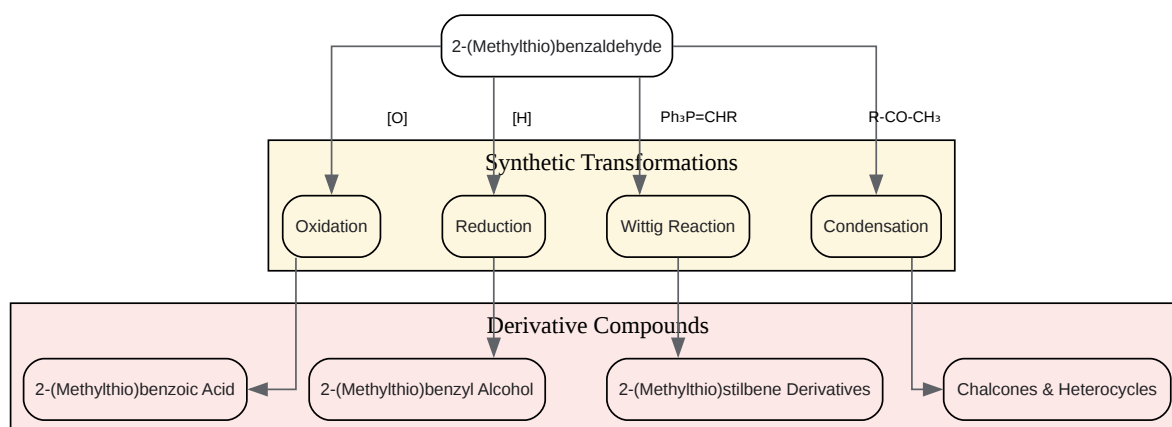 2-(Methylthio)benzaldehyde
[O]
[H]
Ph₃P=CHR
R-CO-CH₃
Synthetic Transformations
Oxidation
Reduction
Wittig Reaction
Condensation
Derivative Compounds
2-(Methylthio)benzoic Acid
2-(Methylthio)benzyl Alcohol
2-(Methylthio)stilbene Derivatives
Chalcones & Heterocycles